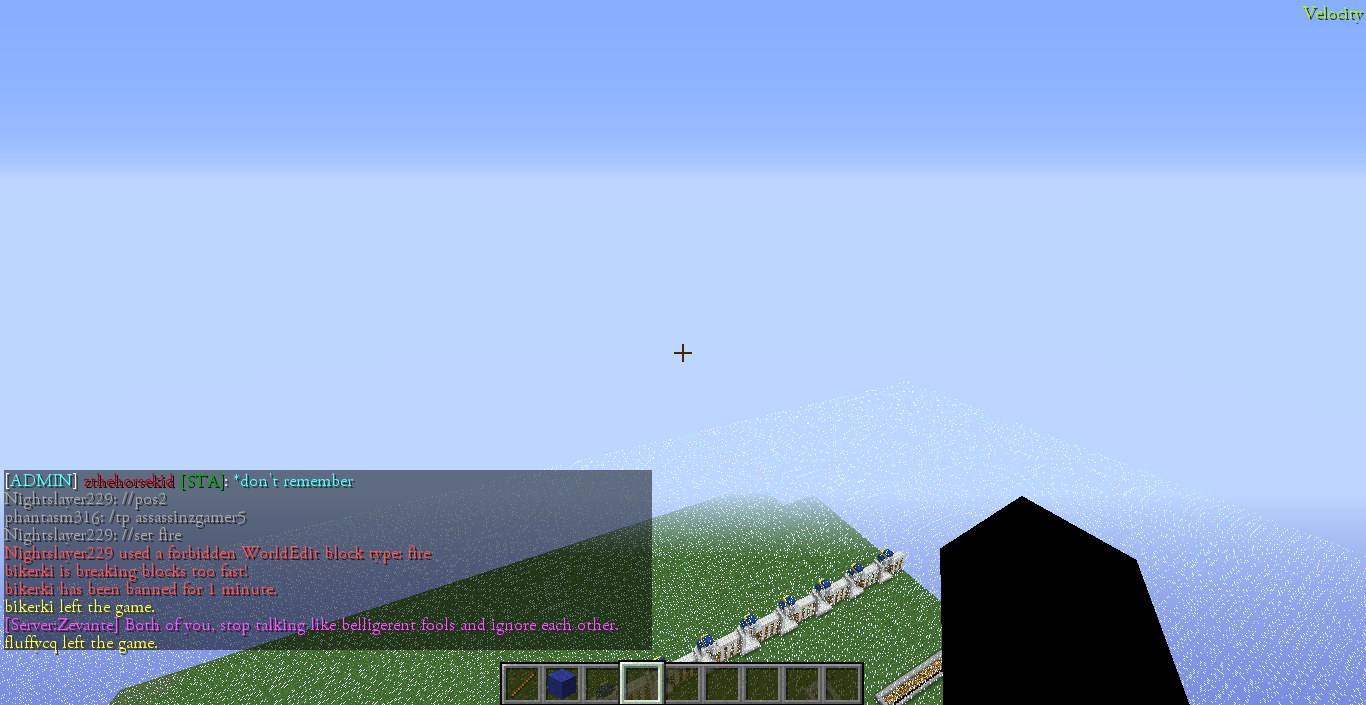 Velocity
[ADMIN] zthehorsekid [STA]: *don't remember
Nightslayer229: //pos2
phantasm316: /tp assassinzgamer5
Nightslayer229: //set fire
Nightslayer229 used a forbidden WorldEdit block type: fire
bikerki is breaking blocks too fast.
bikerki has been banned for 1 minute.
bikerki left the game.
[Server:Zevante] Both of you, stop talking like belligerent fools and ignore each other.
fluffycq left the game.